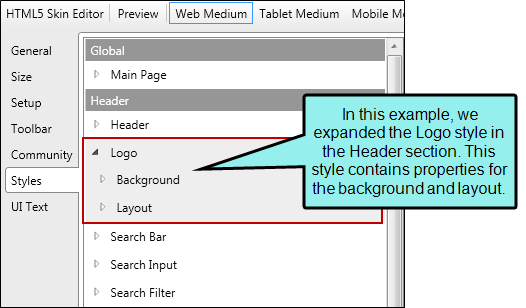 HTML5 Skin Editor Preview Web Medium Tablet Medium Mobile M
General
Size
Setup
Toolbar
Community
Styles
UI Text
Global
Main Page
Header
Header
Logo
Background
Layout
Search Bar
Search Input
Search Filter
In this example, we
expanded the Logo style in
the Header section. This
style contains properties for
the background and layout.